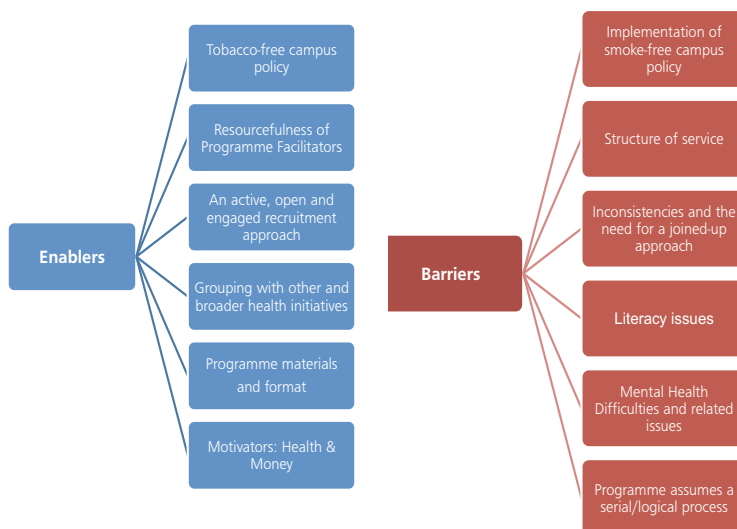 Enablers
Tobacco-free campus
policy
Resourcefulness of
Programme Facilitators
An active, open and
engaged recruitment
approach
Grouping with other and
broader health initiatives
Programme materials
and format
Motivators: Health &
Money
Barriers
Implementation of
smoke-free campus
policy
Structure of service
Inconsistencies and the
need for a joined-up
approach
Literacy issues
Mental Health
Difficulties and related
issues
Programme assumes a
serial/logical process